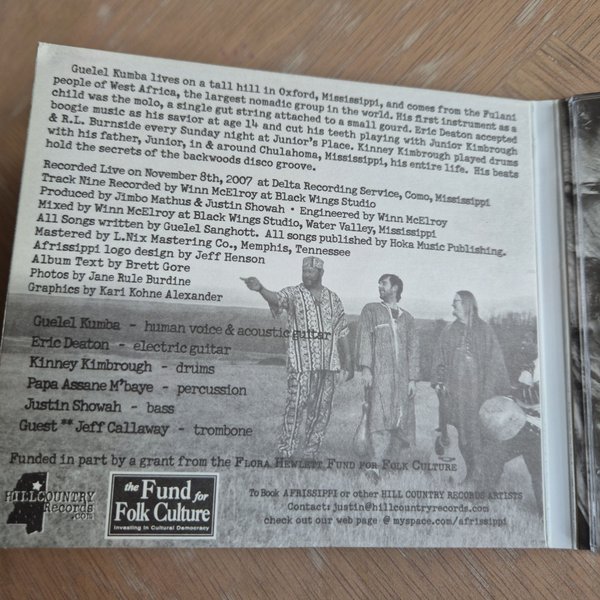 Guelel Kumba lives on a tall hill in Oxford, Mississippi, and comes from the Fulani
people of West Africa, the largest nomadic group in the world. His first instrument as a
child was the molo, a single gut string attached to a small gourd. Eric Deaton accepted
boogie music as his savior at age 14 and cut his teeth playing with Junior Kimbrough
& R.L. Burnside every Sunday night at Junior's Place. Kinney Kimbrough played drums
with his father, Junior, in & around Chulahoma, Mississippi, his entire life. His beats
hold the secrets of the backwoods disco groove.
Recorded Live on November 8th, 2007 at Delta Recording Service, Como, Mississippi
Track Nine Recorded by Winn McElroy at Black Wings Studio
Produced by Jimbo Mathus & Justin Showah • Engineered by Winn McElroy
Mixed by Winn McElroy at Black Wings Studio, Water Valley, Mississippi
All Songs written by Guelel Sanghott. All songs published by Hoka Music Publishing.
Mastered by L.Nix Mastering Co., Memphis, Tennessee
Afrissippi logo design by Jeff Henson
Album Text by Brett Gore
Photos by Jane Rule Burdine
Graphics by Kari Kohne Alexander
Guelel Kumba - human voice & acoustic guitar
Eric Deaton - electric guitar
Kinney Kimbrough - drums
Papa Assane M'baye - percussion
Justin Showah - bass
Guest ** Jeff Callaway - trombone
Funded in part by a grant from the Flora Hewlett Fund for Folk Culture
HILLCOUNTRY
Records
.com
the Fund for
Folk Culture
Investing in Cultural Democracy
To Book AFRISSIPPI or other HILL COUNTRY RECORDS ARTISTS
Contact: justin@hillcountryrecords.com
check out our web page @ myspace.com/afrissippi